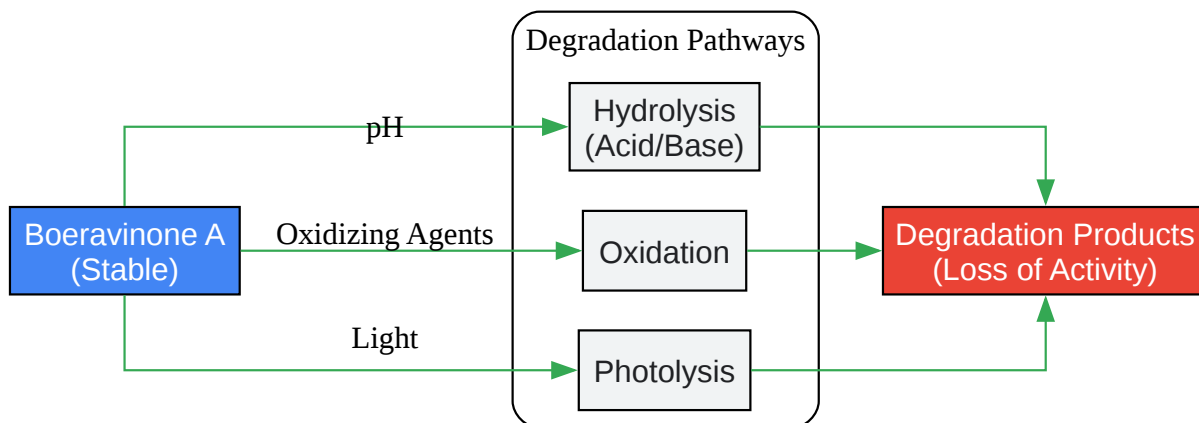 Degradation Pathways
pH
Hydrolysis
(Acid/Base)
Boeravinone A
(Stable)
Oxidizing Agents
Oxidation
Degradation Products
(Loss of Activity)
Light
Photolysis